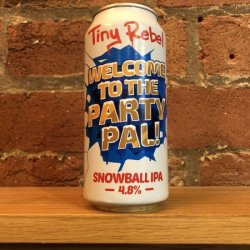 Tiny Rebel
WELCOME
TO THE
PARTY
PAL!
SNOWBALL IPA
– 4.8% –